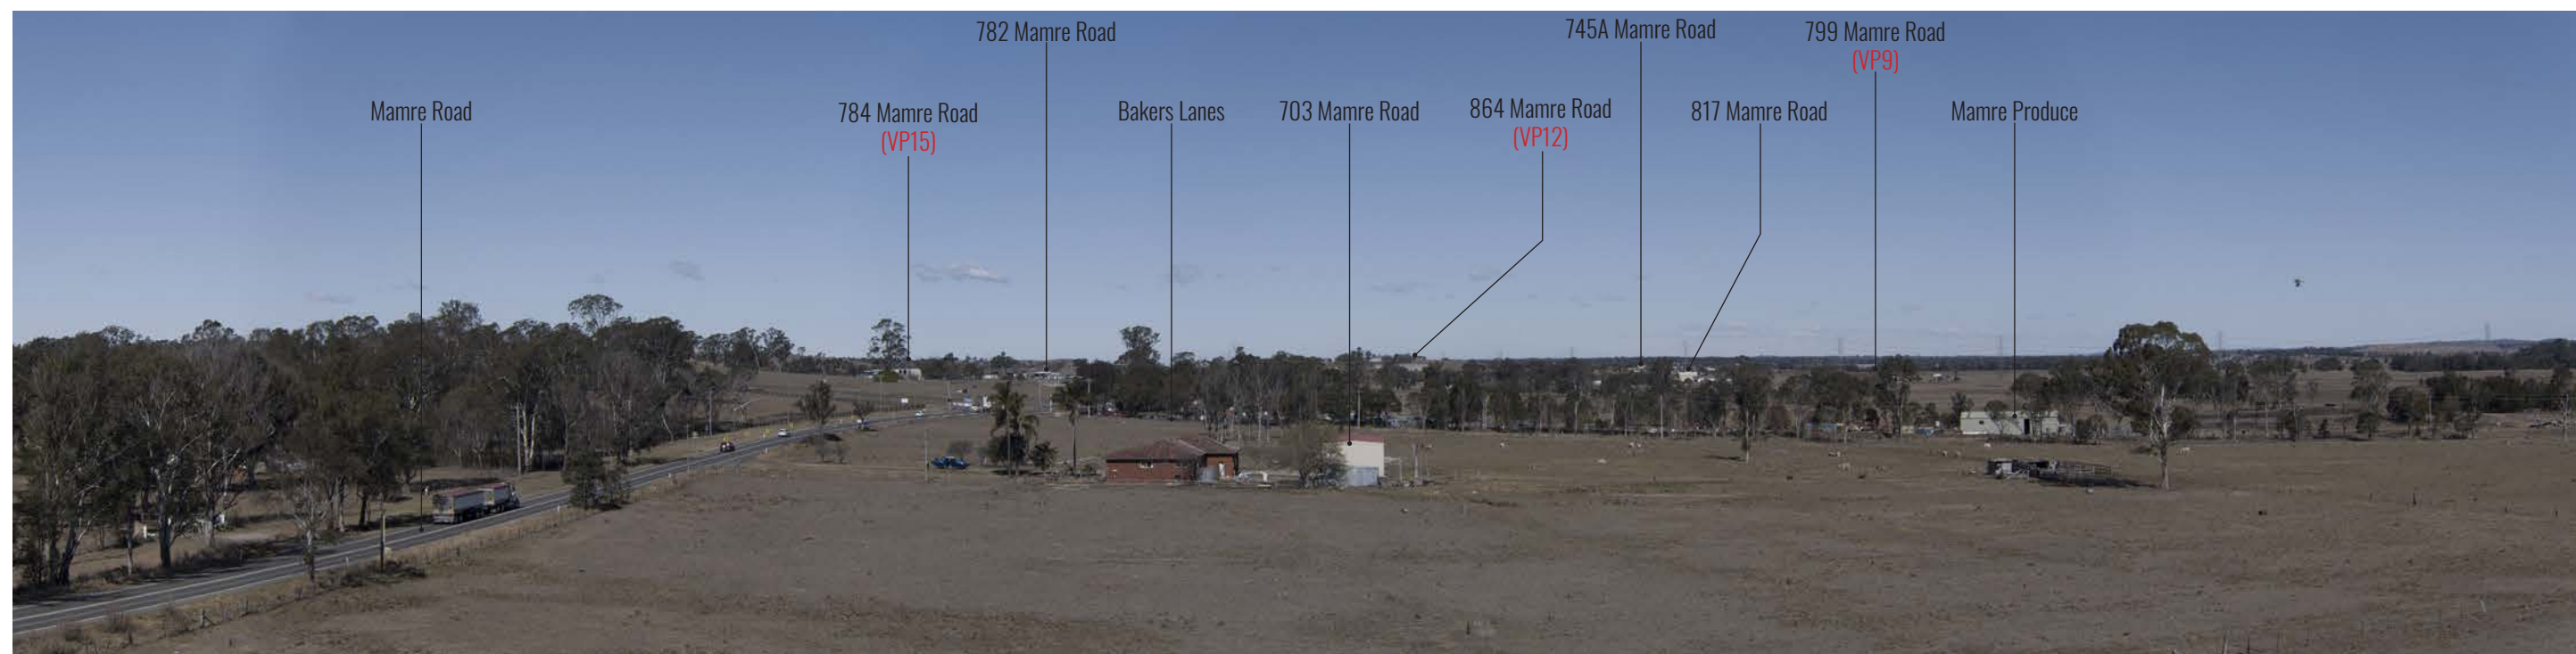 782 Mamre Road
745A Mamre Road
799 Mamre Road
(VP9)
Mamre Road
784 Mamre Road
(VP15)
Bakers Lanes
703 Mamre Road
864 Mamre Road
(VP12)
817 Mamre Road
Mamre Produce